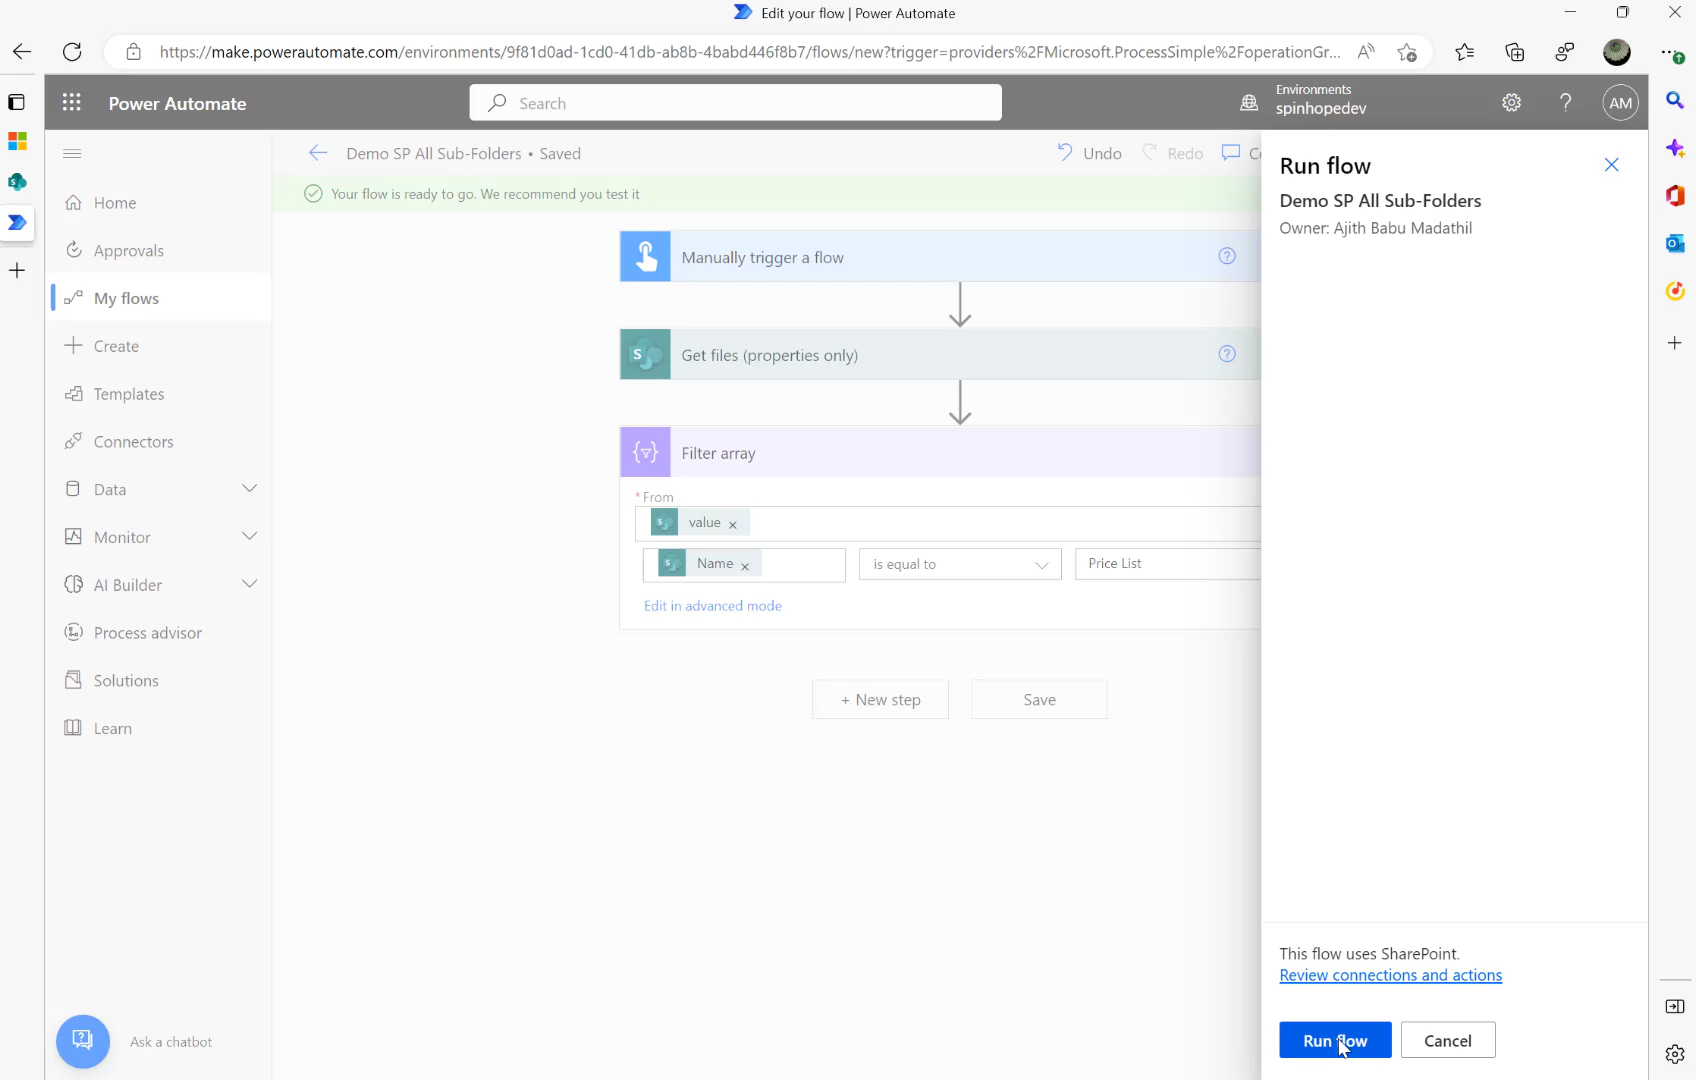 Edit your flow | Power Automate
https://make.powerautomate.com/environments/9f81d0ad-1cd0-41db-ab8b-4babd446f8b7/flows/new?trigger=providers%2FMicrosoft.ProcessSimple%2FoperationGr...
Power Automate
Search
Environments
spinhopedev
AM
Demo SP All Sub-Folders • Saved
Undo
Redo
Your flow is ready to go. We recommend you test it
Home
Approvals
My flows
Create
Templates
Connectors
Data
Monitor
AI Builder
Process advisor
Solutions
Learn
Ask a chatbot
Manually trigger a flow
Get files (properties only)
Filter array
* From
value
Name
is equal to
Price List
Edit in advanced mode
+ New step
Save
Run flow
Demo SP All Sub-Folders
Owner: Ajith Babu Madathil
This flow uses SharePoint.
Review connections and actions
Run flow
Cancel